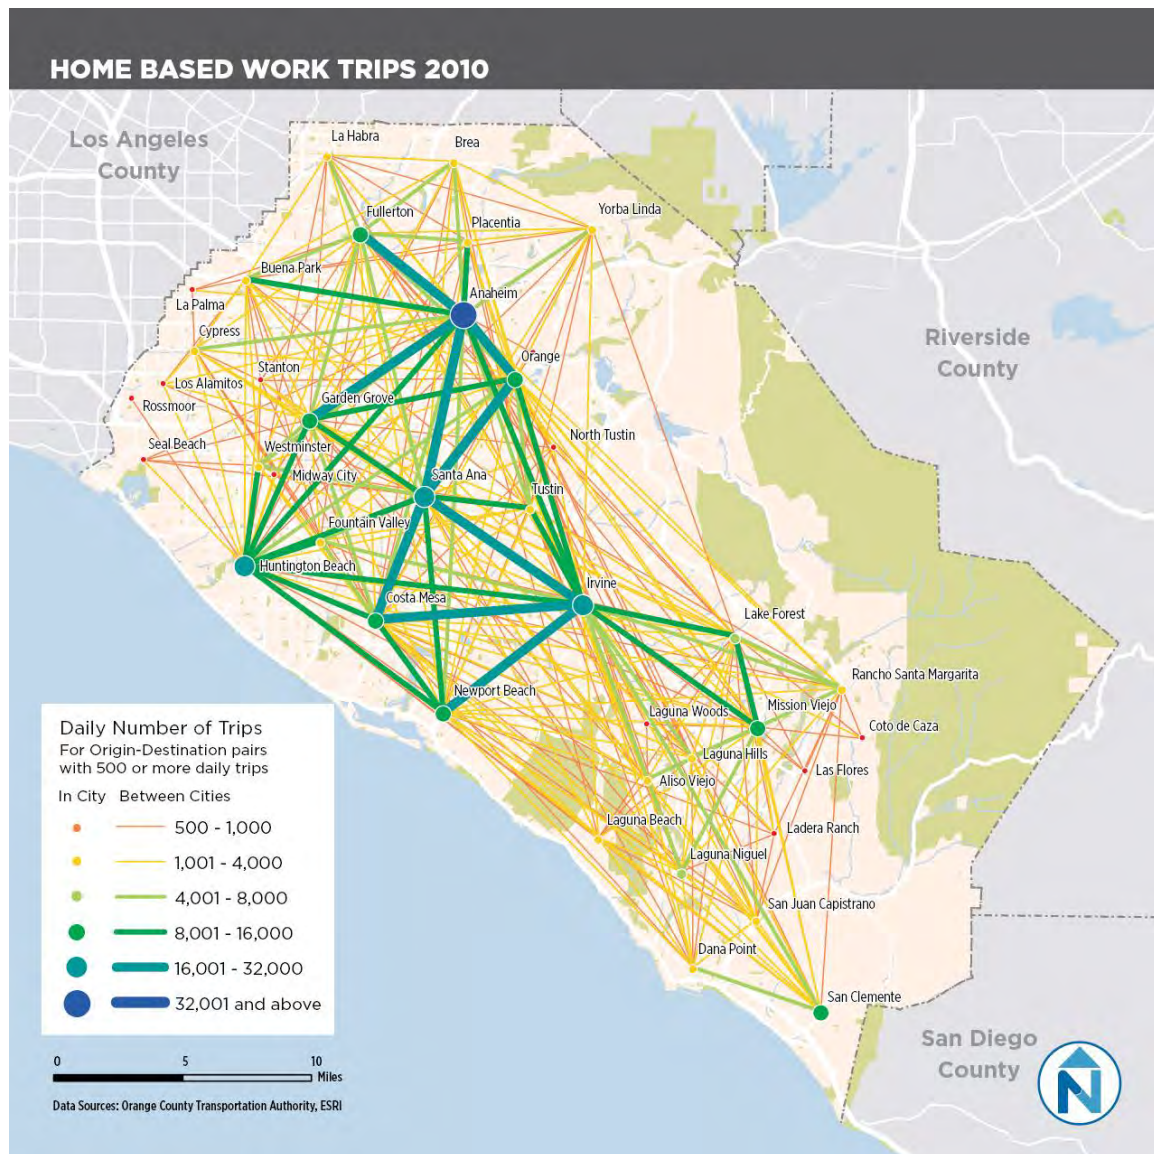 HOME BASED WORK TRIPS 2010
Los Angeles
County
La Habra
Brea
Fullerton
Placentia
Yorba Linda
Buena Park
La Palma
Anaheim
Cypress
Riverside
County
Orange
Stanton
Los Alamitos
Garden Grove
Rossmoor
Seal Beach
Westminster
North Tustin
Midway City
Santa Ana
Tustin
Fountain Valley
Huntington Beach
Irvine
Costa Mesa
Lake Forest
Rancho Santa Margarita
Newport Beach
Laguna Woods
Mission Viejo
Coto de Caza
Laguna Hills
Las Flores
Aliso Viejo
Laguna Beach
Ladera Ranch
Laguna Niguel
San Juan Capistrano
Dana Point
San Clemente
San Diego
County
N
Daily Number of Trips
For Origin-Destination pairs
with 500 or more daily trips
In City Between Cities
500 - 1,000
1,001 - 4,000
4,001 - 8,000
8,001 - 16,000
16,001 - 32,000
32,001 and above
0 5 10
Miles
Data Sources: Orange County Transportation Authority, ESRI